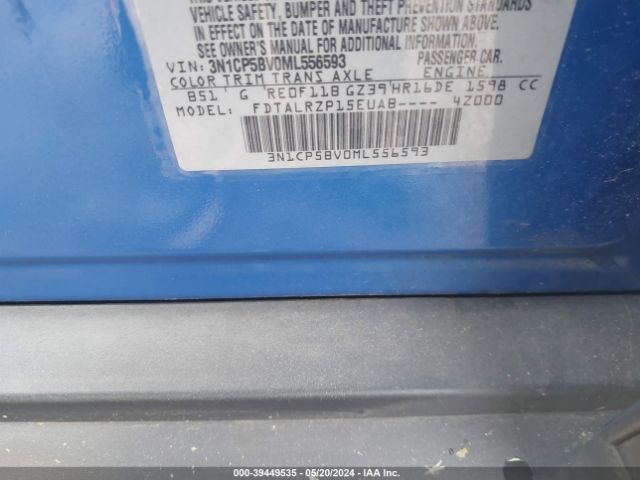 VEHICLE SAFETY, BUMPER AND THEFT PREVENTION STANDARDS
IN EFFECT ON THE DATE OF MANUFACTURE SHOWN ABOVE.
SEE OWNER'S MANUAL FOR ADDITIONAL INFORMATION.
VIN: 3N1CP5BV0ML556593 PASSENGER CAR.
COLOR TRIM TRANS AXLE ENGINE
B51 G RE0F11B GZ39 HR16DE 1598 CC
MODEL: FDTALRZP15EUAB---- 42000
3N1CP5BV0ML556593
000-39449535 - 05/20/2024 - IAA Inc.